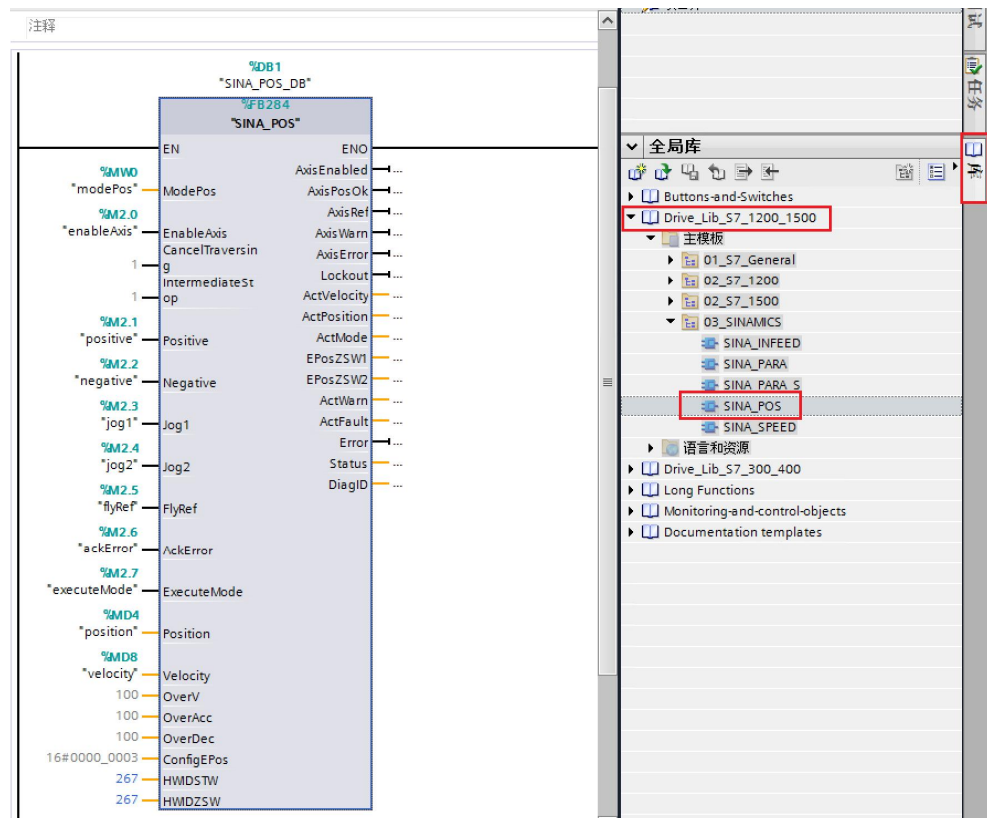 注释
%DB1
"SINA_POS_DB"
%FB284
"SINA_POS"
EN
ENO
%MW0
"modePos"
ModePos
%M2.0
"enableAxis"
EnableAxis
CancelTraversin
g
1
IntermediateSt
op
1
%M2.1
"positive"
Positive
%M2.2
"negative"
Negative
%M2.3
"jog1"
Jog1
%M2.4
"jog2"
Jog2
%M2.5
"flyRef"
FlyRef
%M2.6
"ackError"
AckError
%M2.7
"executeMode"
ExecuteMode
%MD4
"position"
Position
%MD8
"velocity"
Velocity
100
OverV
100
OverAcc
100
OverDec
16#0000_0003
ConfigEPos
267
HWIDSTW
267
HWIDZSW
AxisEnabled ...
AxisPosOk ...
AxisRef ...
AxisWarn ...
AxisError ...
Lockout ...
ActVelocity ...
ActPosition ...
ActMode ...
EPosZSW1 ...
EPosZSW2 ...
ActWarn ...
ActFault ...
Error ...
Status ...
DiagID ...
全局库
Buttons-and-Switches
Drive_Lib_S7_1200_1500
主模板
01_S7_General
02_S7_1200
02_S7_1500
03_SINAMICS
SINA_INFEED
SINA_PARA
SINA_PARA_S
SINA_POS
SINA_SPEED
语言和资源
Drive_Lib_S7_300_400
Long Functions
Monitoring-and-control-objects
Documentation templates
任务
库